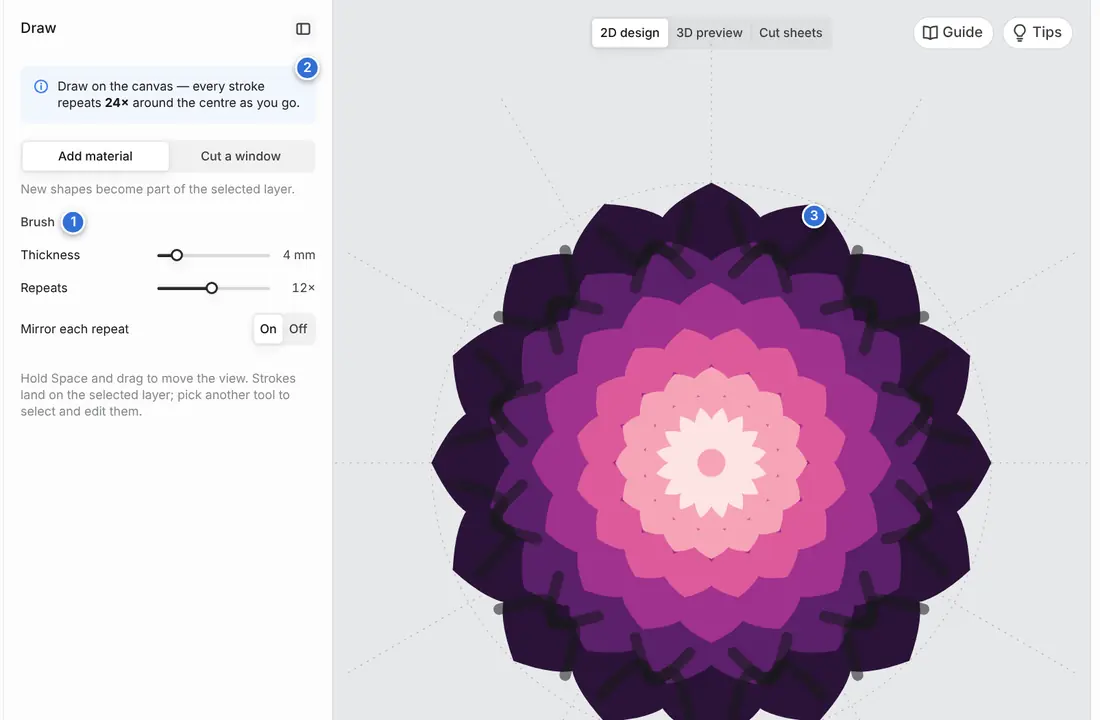 Draw
2D design
3D preview
Cut sheets
Guide
Tips
2
Draw on the canvas — every stroke
repeats 24× around the centre as you go.
Add material
Cut a window
New shapes become part of the selected layer.
Brush
1
3
Thickness
4 mm
Repeats
12×
Mirror each repeat
On
Off
Hold Space and drag to move the view. Strokes
land on the selected layer; pick another tool to
select and edit them.